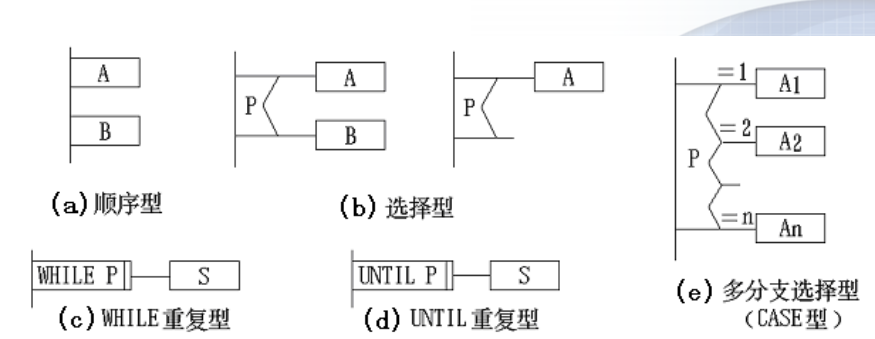 A
B
(a)顺序型
P
A
B
P
A
(b)选择型
WHILE P
S
(c)WHILE重复型
UNTIL P
S
(d)UNTIL重复型
P
=1
A1
=2
A2
=n
An
(e)多分支选择型
(CASE型)